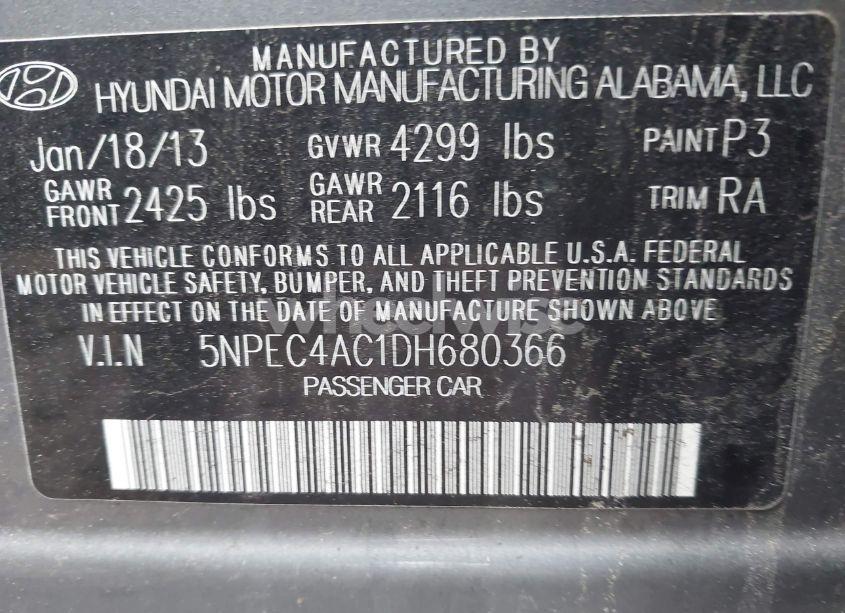 MANUFACTURED BY
HYUNDAI MOTOR MANUFACTURING ALABAMA, LLC
Jan/18/13 GVWR 4299 lbs PAINT P3
GAWR FRONT 2425 lbs GAWR REAR 2116 lbs TRIM RA
THIS VEHICLE CONFORMS TO ALL APPLICABLE U.S.A. FEDERAL
MOTOR VEHICLE SAFETY, BUMPER, AND THEFT PREVENTION STANDARDS
IN EFFECT ON THE DATE OF MANUFACTURE SHOWN ABOVE
wheelwise
V.I.N 5NPEC4AC1DH680366
PASSENGER CAR